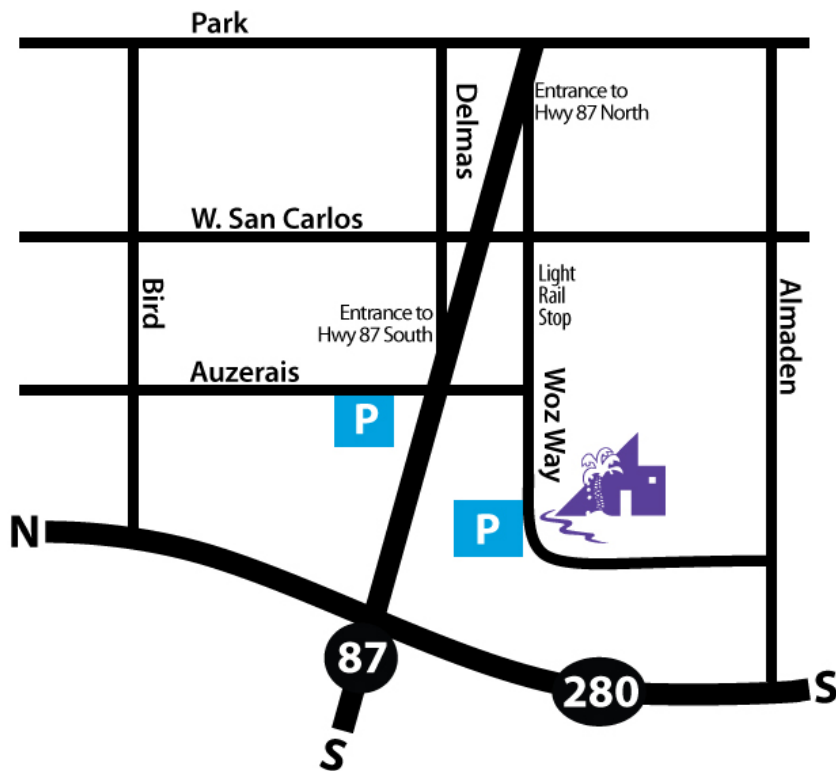 Park
Delmas
Entrance to
Hwy 87 North
W. San Carlos
Bird
Entrance to
Hwy 87 South
Light
Rail
Stop
Almaden
Auzerais
P
Woz Way
P
N
87
280
S
S